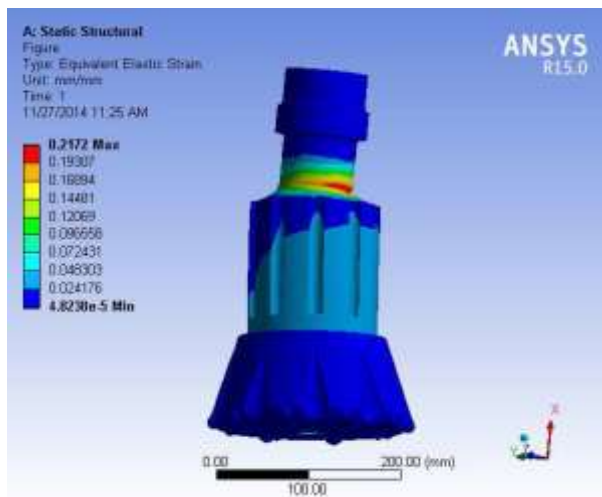 A: Static Structural
Figure
Type: Equivalent Elastic Strain
Unit: mm/mm
Time: 1
11/27/2014 11:25 AM
0.2172 Max
0.19307
0.16894
0.14481
0.12069
0.096558
0.072431
0.048303
0.024176
4.8238e-5 Min
ANSYS
R15.0
0.00
200.00 (mm)
100.00
X
Y